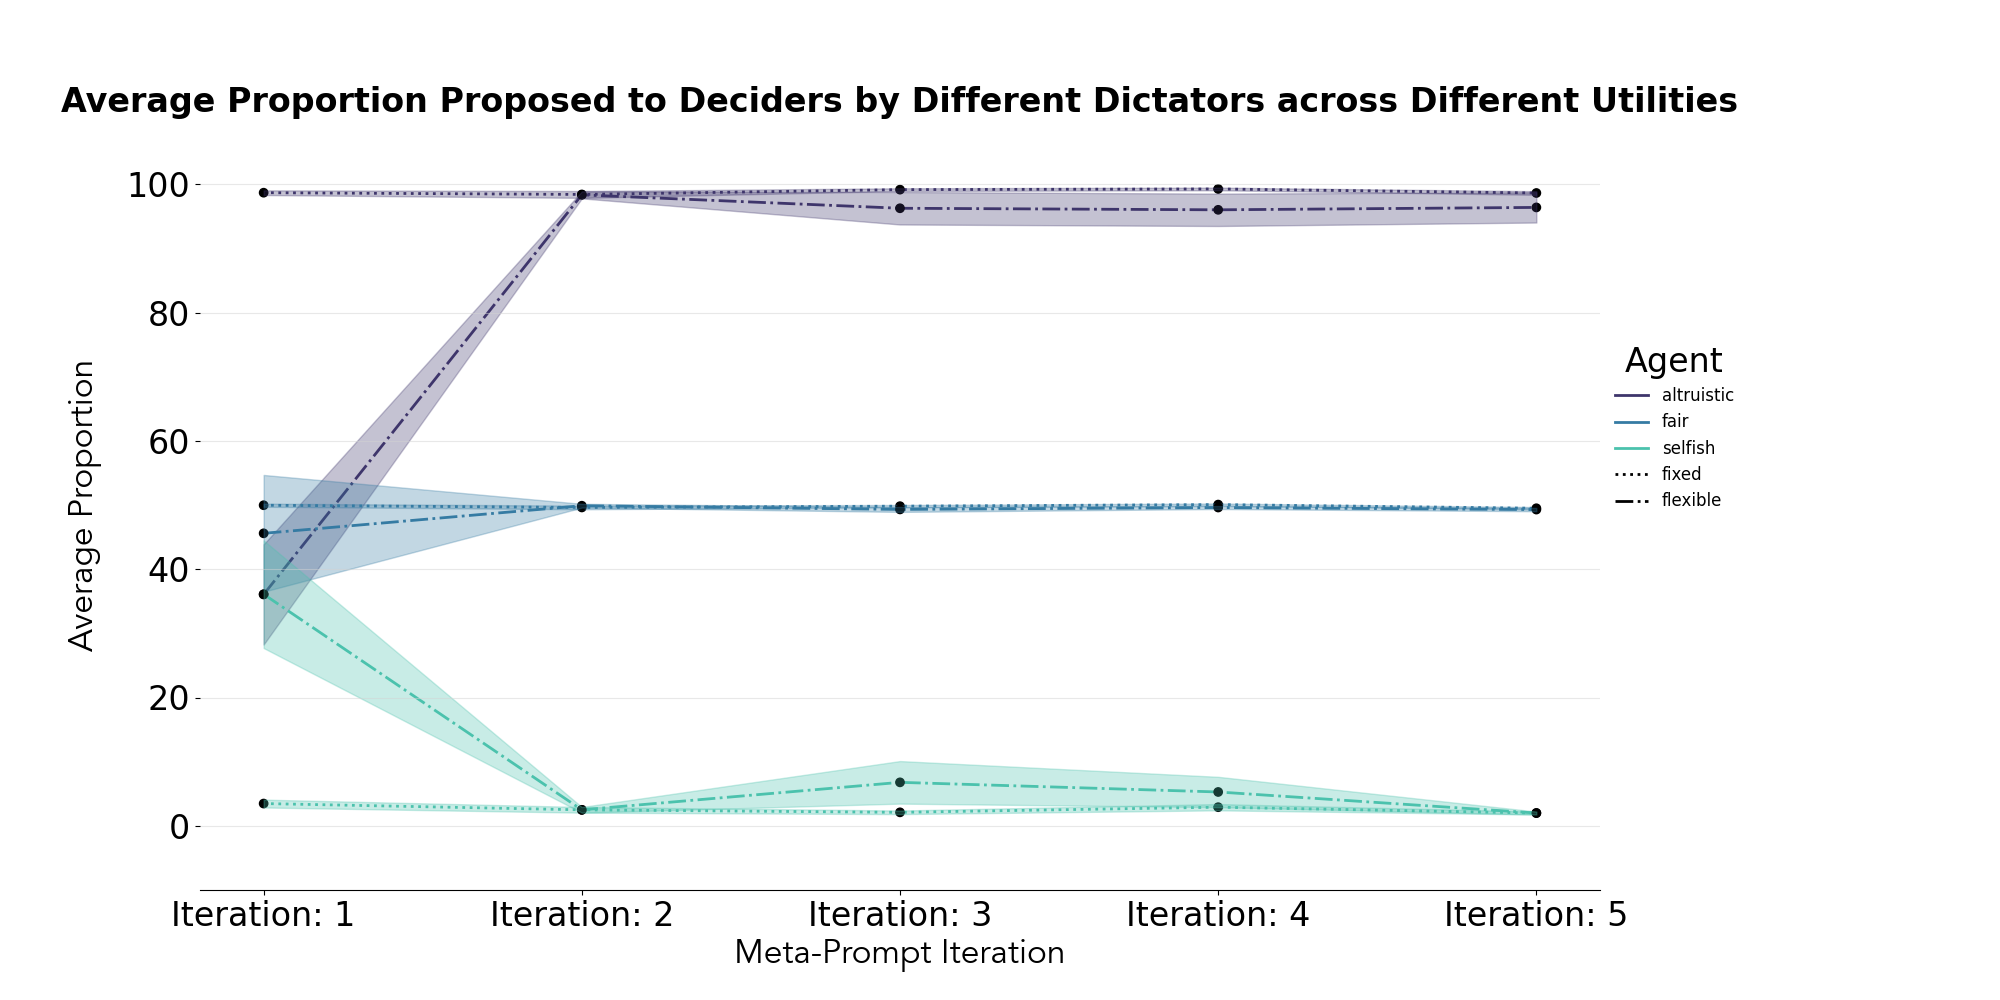 Average Proportion Proposed to Deciders by Different Dictators across Different Utilities
100
80
60
40
20
0
Average Proportion
Iteration: 1
Iteration: 2
Iteration: 3
Iteration: 4
Iteration: 5
Meta-Prompt Iteration
Agent
altruistic
fair
selfish
fixed
flexible